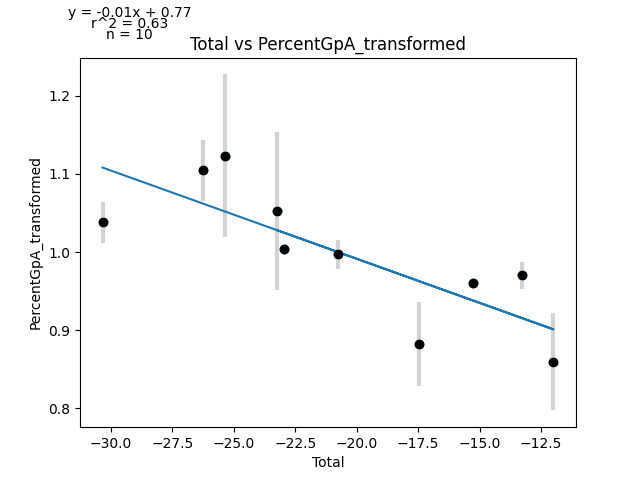 y = -0.01x + 0.77
r^2 = 0.63
n = 10
Total vs PercentGpA_transformed
PercentGpA_transformed
1.2
1.1
1.0
0.9
0.8
−30.0 −27.5 −25.0 −22.5 −20.0 −17.5 −15.0 −12.5
Total